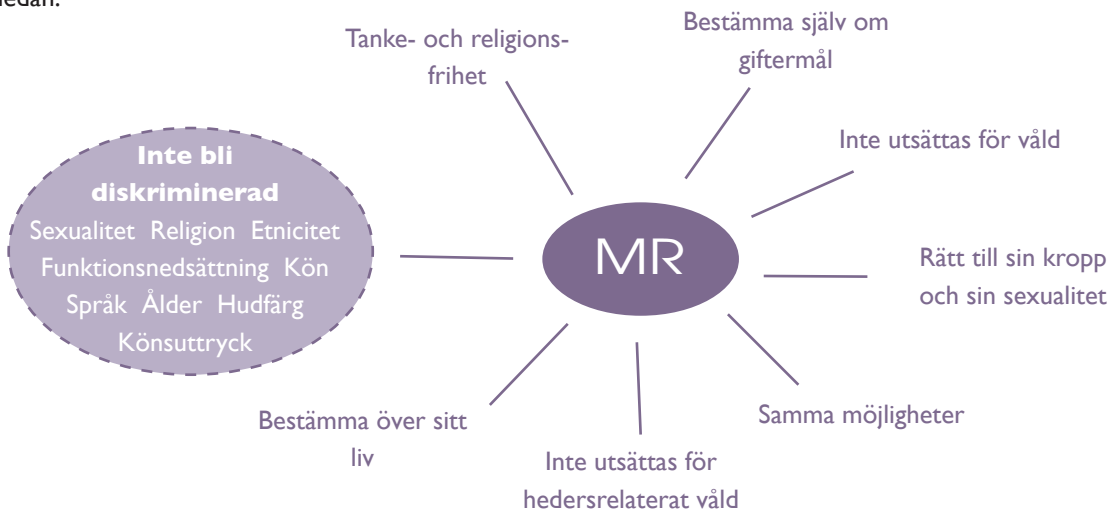 nedan.
Tanke- och religions-
frihet
Bestämma själv om
giftermål
Inte utsättas för våld
Inte bli
diskriminerad
Sexualitet Religion Etnicitet
Funktionsnedsättning Kön
Språk Ålder Hudfärg
Könsuttryck
MR
Rätt till sin kropp
och sin sexualitet
Bestämma över sitt
liv
Inte utsättas för
hedersrelaterat våld
Samma möjligheter